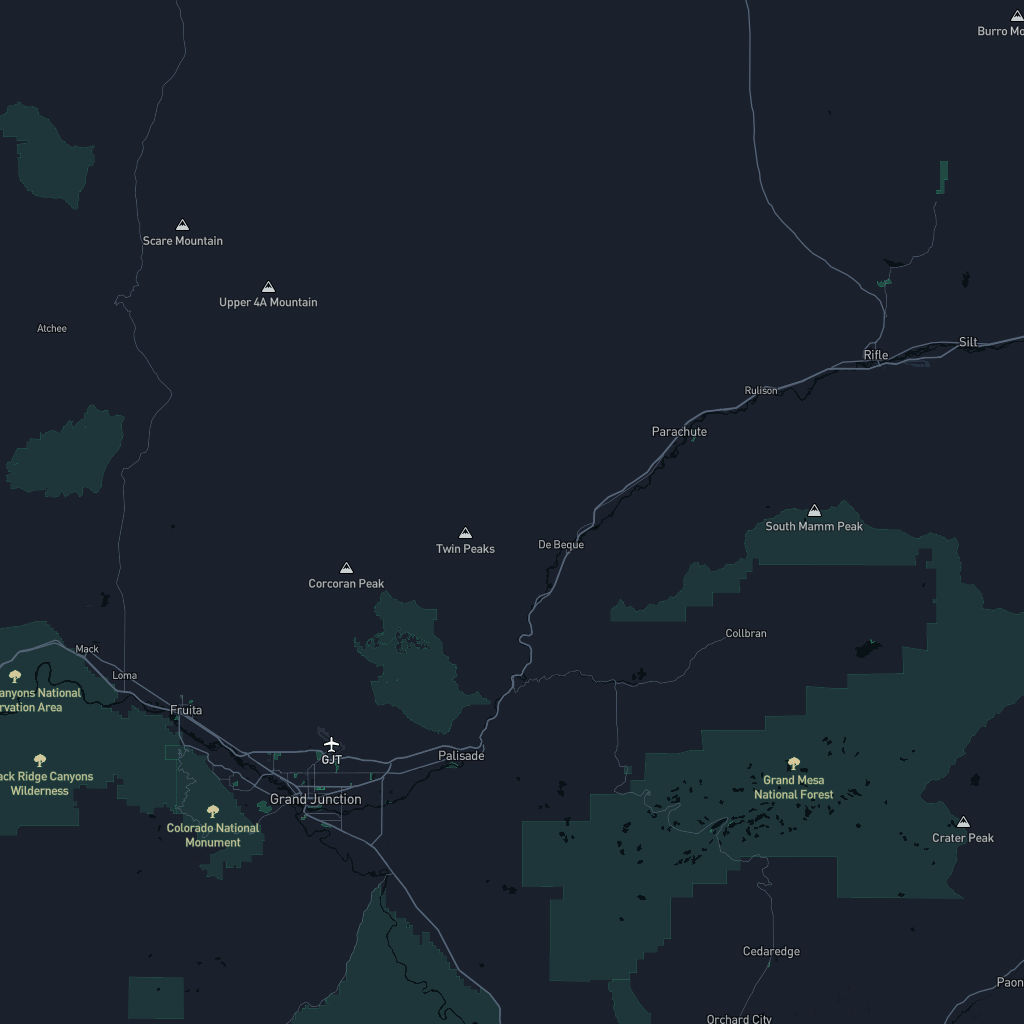 Burro Mo
Scare Mountain
Upper 4A Mountain
Atchee
Silt
Rifle
Rulison
Parachute
South Mamm Peak
De Beque
Twin Peaks
Corcoran Peak
Collbran
Mack
Loma
anyons National
rvation Area
Fruita
GJT
Palisade
ack Ridge Canyons
Wilderness
Grand Mesa
National Forest
Grand Junction
Colorado National
Monument
Crater Peak
Cedaredge
Paon
Orchard City